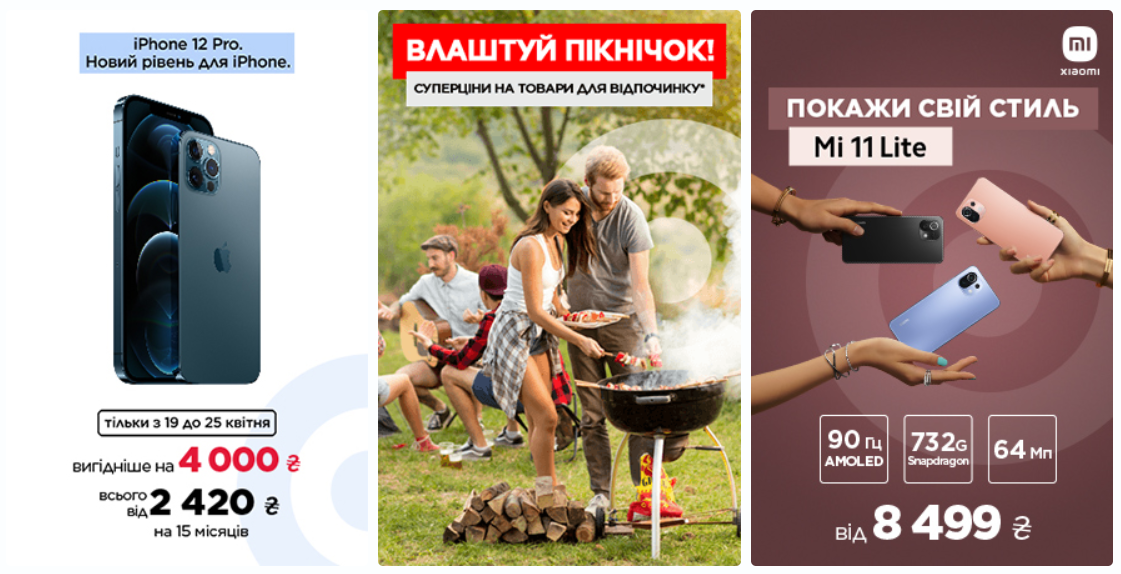 iPhone 12 Pro.
Новий рівень для iPhone.
тільки з 19 до 25 квітня
вигідніше на 4 000 ₴
всього від 2 420 ₴
на 15 місяців
ВЛАШТУЙ ПІКНІЧОК!
СУПЕРЦІНИ НА ТОВАРИ ДЛЯ ВІДПОЧИНКУ*
mi
xiaomi
ПОКАЖИ СВІЙ СТИЛЬ
Mi 11 Lite
90 Гц
AMOLED
732G
Snapdragon
64 Мп
від 8 499 ₴